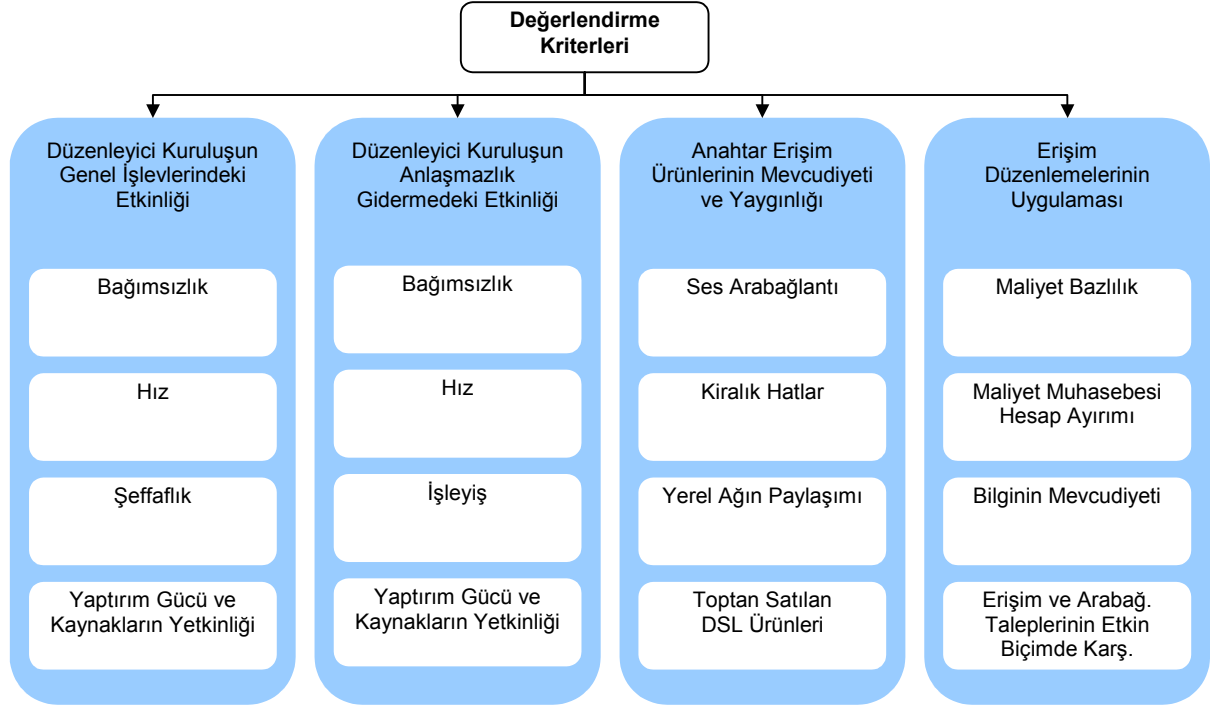 Değerlendirme
Kriterleri
Düzenleyici Kuruluşun
Genel İşlevlerindeki
Etkinliği
Bağımsızlık
Hız
Şeffaflık
Yaptırım Gücü ve
Kaynakların Yetkinliği
Düzenleyici Kuruluşun
Anlaşmazlık
Gidermedeki Etkinliği
Bağımsızlık
Hız
İşleyiş
Yaptırım Gücü ve
Kaynakların Yetkinliği
Anahtar Erişim
Ürünlerinin Mevcudiyeti
ve Yaygınlığı
Ses Arabağlantı
Kiralık Hatlar
Yerel Ağın Paylaşımı
Toptan Satılan
DSL Ürünleri
Erişim
Düzenlemelerinin
Uygulaması
Maliyet Bazlılık
Maliyet Muhasebesi
Hesap Ayırımı
Bilginin Mevcudiyeti
Erişim ve Arabağ.
Taleplerinin Etkin
Biçimde Karş.